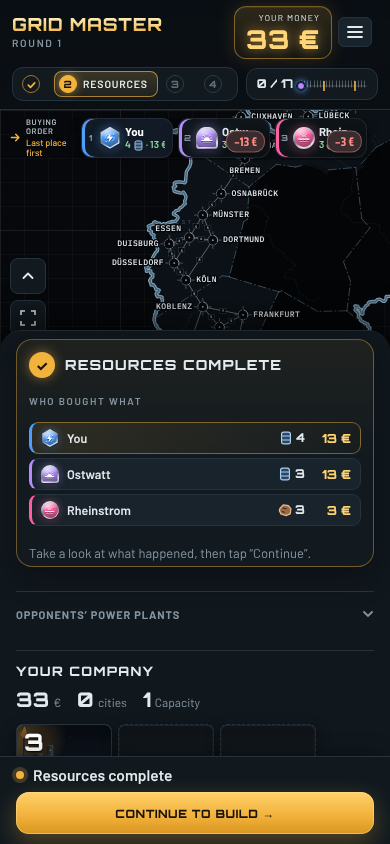 GRID MASTER
ROUND 1
YOUR MONEY
33 €
2 RESOURCES 3 4
0 / 17
BUYING
ORDER
Last place
first
1 You
4 · 13 €
2
-13 €
3
-3 €
CUXHAVEN
LÜBECK
BREMEN
OSNABRÜCK
MÜNSTER
ESSEN
DUISBURG
DORTMUND
DÜSSELDORF
KÖLN
KOBLENZ
FRANKFURT
RESOURCES COMPLETE
WHO BOUGHT WHAT
You 4 13 €
Ostwatt 3 13 €
Rheinstrom 3 3 €
Take a look at what happened, then tap “Continue”.
OPPONENTS’ POWER PLANTS
YOUR COMPANY
33 € 0 cities 1 Capacity
3
Resources complete
CONTINUE TO BUILD →